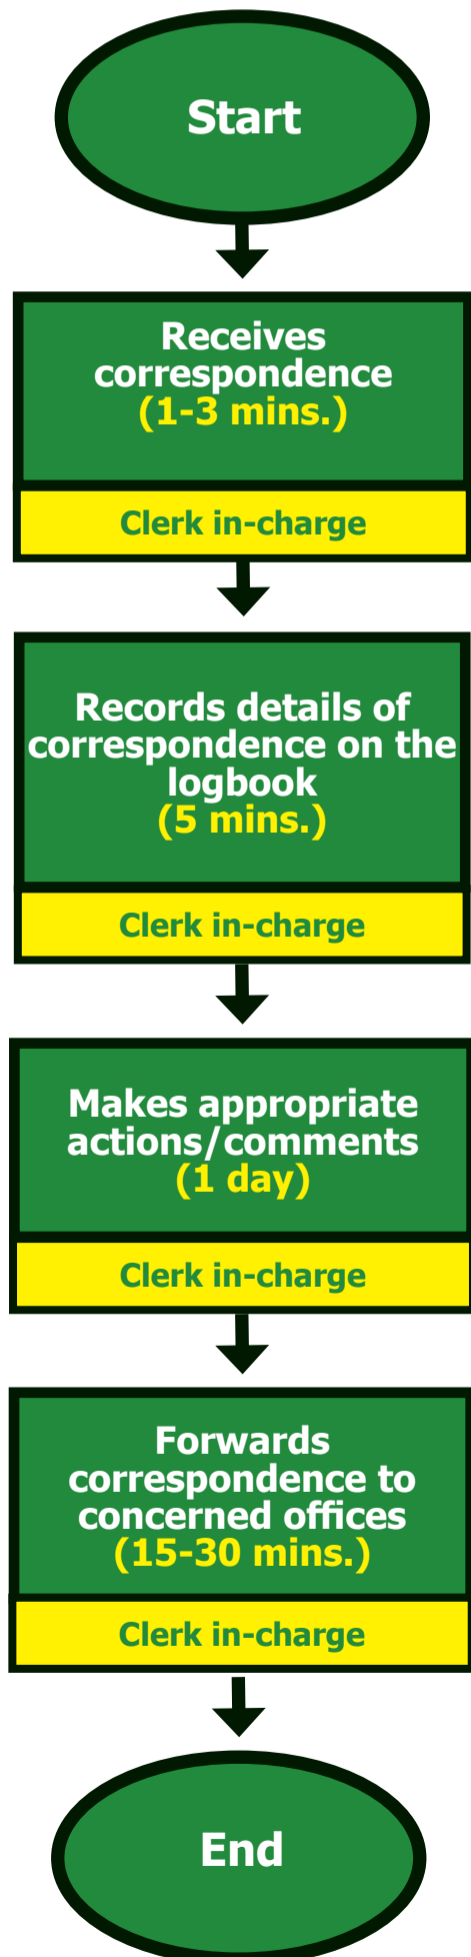 Start
Receives
correspondence
(1-3 mins.)
Clerk in-charge
Records details of
correspondence on the
logbook
(5 mins.)
Clerk in-charge
Makes appropriate
actions/comments
(1 day)
Clerk in-charge
Forwards
correspondence to
concerned offices
(15-30 mins.)
Clerk in-charge
End